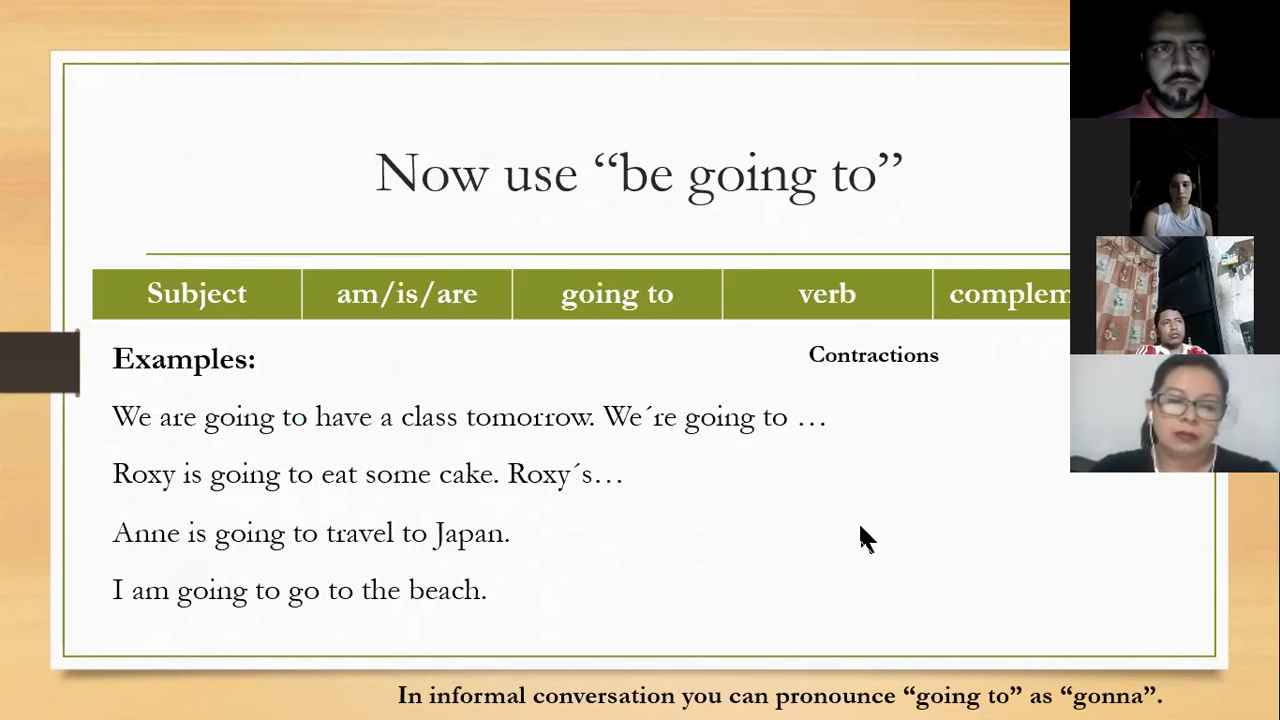 Now use “be going to”
Subject am/is/are going to verb complem
Examples:
Contractions
We are going to have a class tomorrow. We´re going to …
Roxy is going to eat some cake. Roxy´s…
Anne is going to travel to Japan.
I am going to go to the beach.
In informal conversation you can pronounce “going to” as “gonna”.